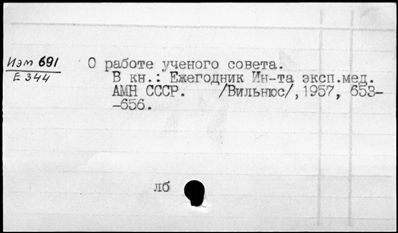 Иэм 691
Е 344
О работе ученого совета.
В кн.: Ежегодник Ин-та эксп.мед.
АМН СССР. /Вильнюс/,1957, 653-
-656.
лб